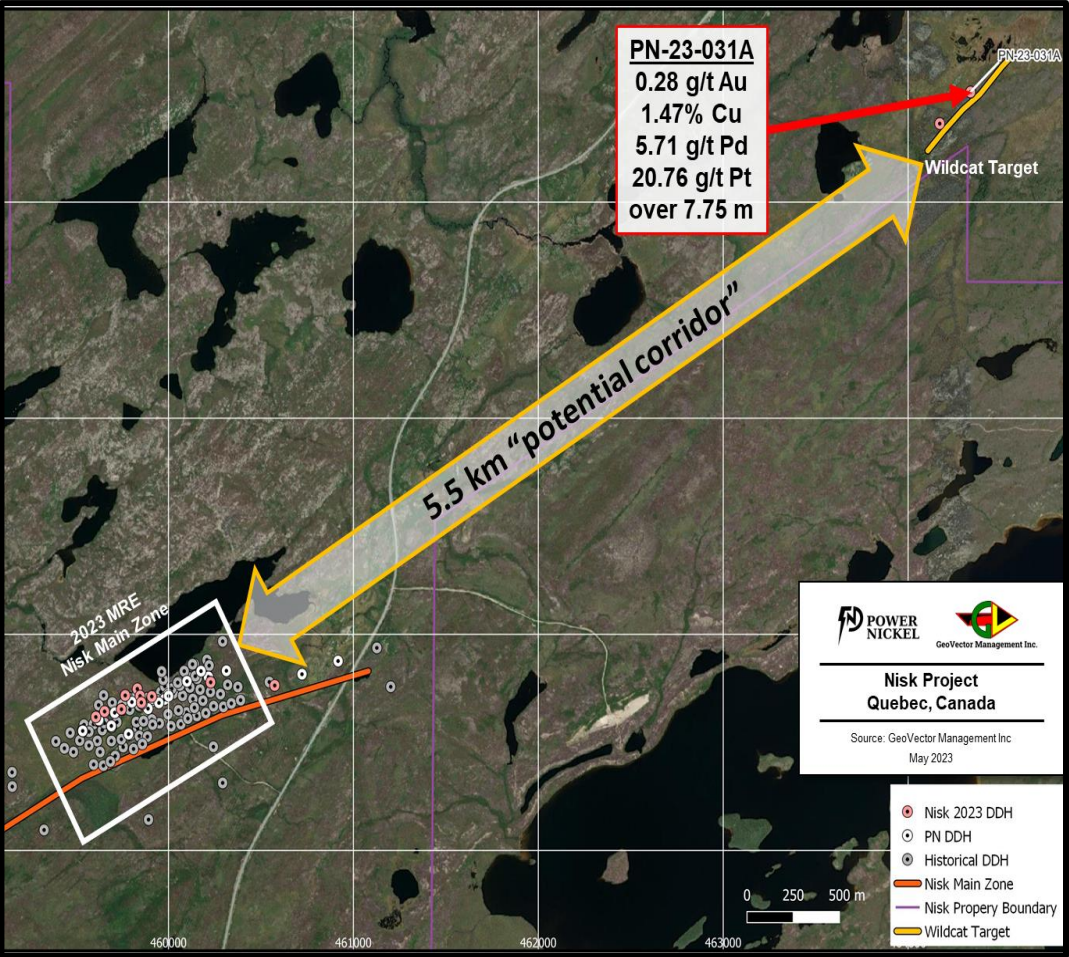 PN-23-031A
0.28 g/t Au
1.47% Cu
5.71 g/t Pd
20.76 g/t Pt
over 7.75 m
PN-23-031A
Wildcat Target
5.5 km “potential corridor”
2023 MRE
Nisk Main Zone
POWER
NICKEL
GeoVector Management Inc.
Nisk Project
Quebec, Canada
Source: GeoVector Management Inc
May 2023
Nisk 2023 DDH
PN DDH
Historical DDH
Nisk Main Zone
Nisk Propery Boundary
Wildcat Target
0 250 500 m
460000 461000 462000 463000